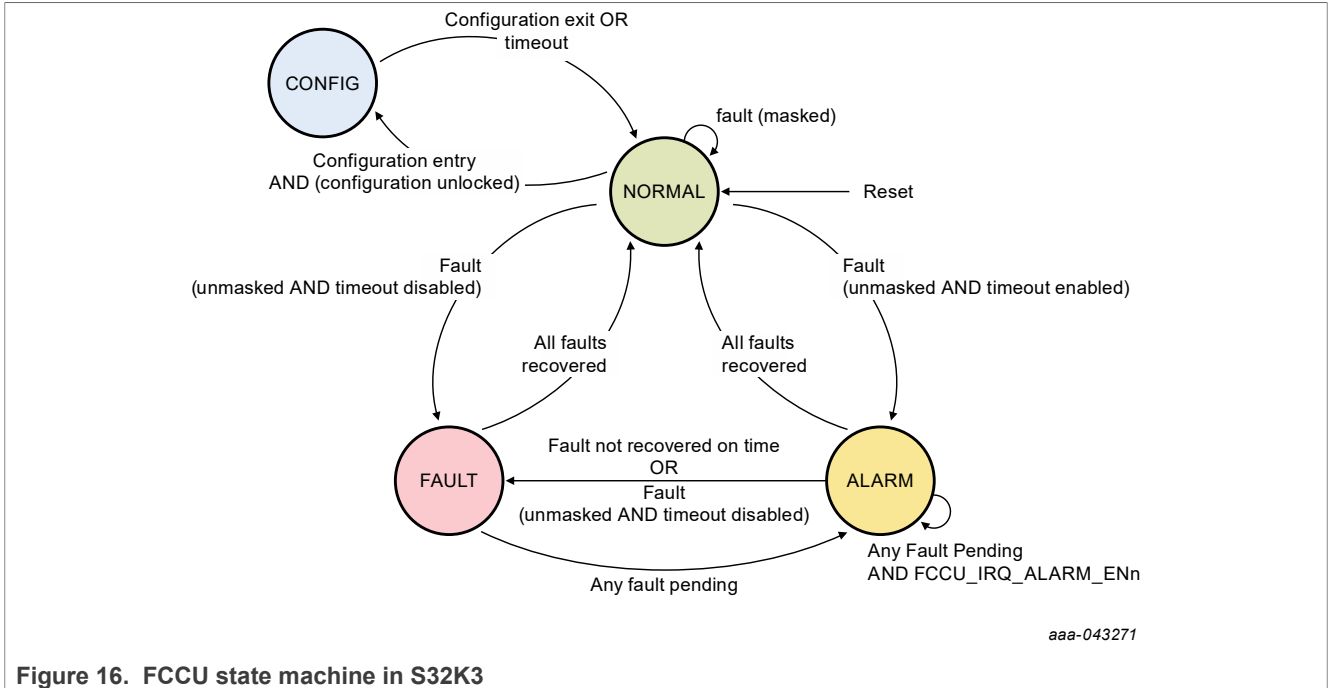 Configuration exit OR
timeout
CONFIG
fault (masked)
Configuration entry
AND (configuration unlocked)
NORMAL
Reset
Fault
(unmasked AND timeout disabled)
Fault
(unmasked AND timeout enabled)
All faults
recovered
All faults
recovered
Fault not recovered on time
OR
Fault
(unmasked AND timeout disabled)
FAULT
ALARM
Any Fault Pending
AND FCCU_IRQ_ALARM_ENn
Any fault pending
aaa-043271
Figure 16. FCCU state machine in S32K3